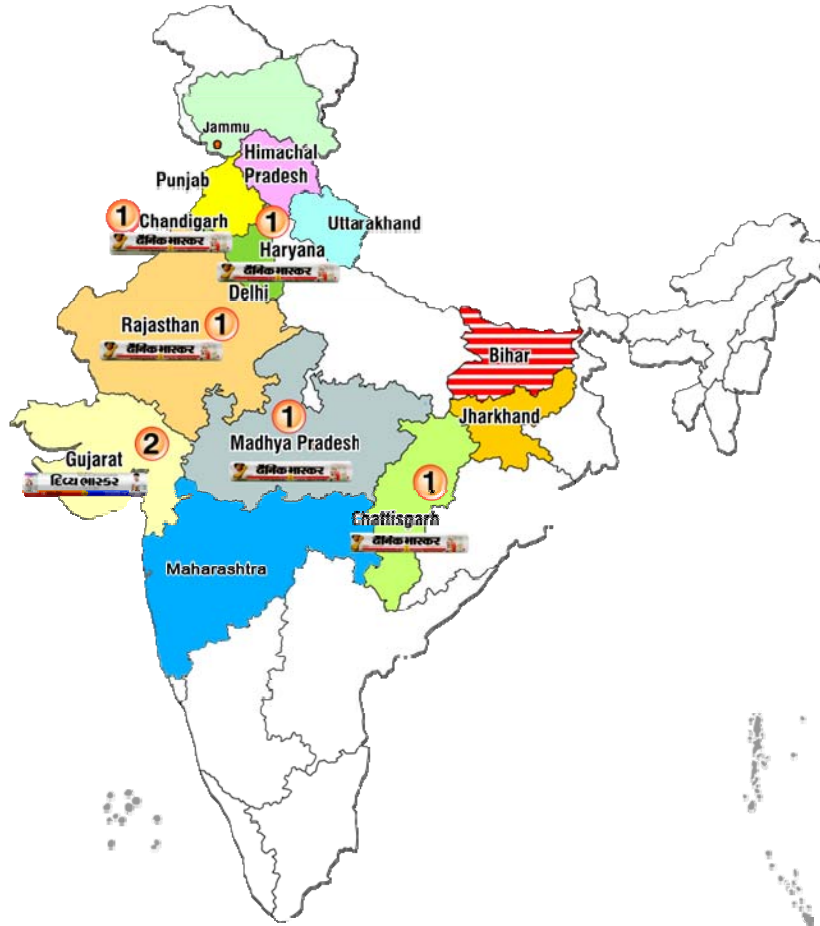 Jammu
Himachal
Pradesh
Punjab
1
Chandigarh
दैनिक भास्कर
1
Uttarakhand
Haryana
दैनिक भास्कर
Delhi
Rajasthan
1
दैनिक भास्कर
Bihar
1
Madhya Pradesh
दैनिक भास्कर
Jharkhand
2
Gujarat
દિવ્ય ભાસ્કર
1
Chattisgarh
दैनिक भास्कर
Maharashtra